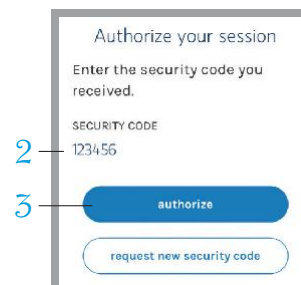 Authorize your session
Enter the security code you
received.
SECURITY CODE
2 123456
3 authorize
request new security code